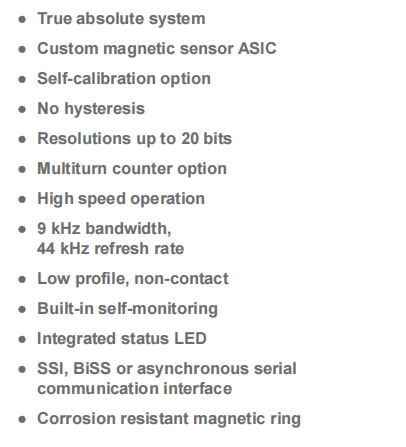 ● True absolute system
● Custom magnetic sensor ASIC
● Self-calibration option
● No hysteresis
● Resolutions up to 20 bits
● Multiturn counter option
● High speed operation
● 9 kHz bandwidth,
44 kHz refresh rate
● Low profile, non-contact
● Built-in self-monitoring
● Integrated status LED
● SSI, BiSS or asynchronous serial
communication interface
● Corrosion resistant magnetic ring